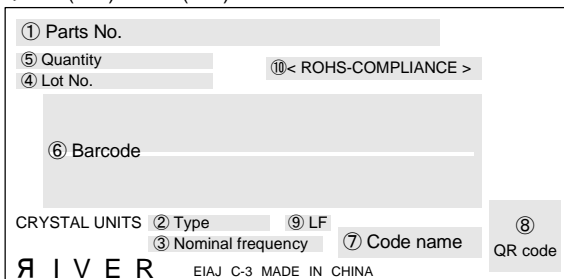 ① Parts No.
⑤ Quantity
⑩< ROHS-COMPLIANCE >
④ Lot No.
⑥ Barcode
CRYSTAL UNITS ② Type ⑨ LF
③ Nominal frequency ⑦ Code name
⑧
QR code
ЯIVER EIAJ C-3 MADE IN CHINA